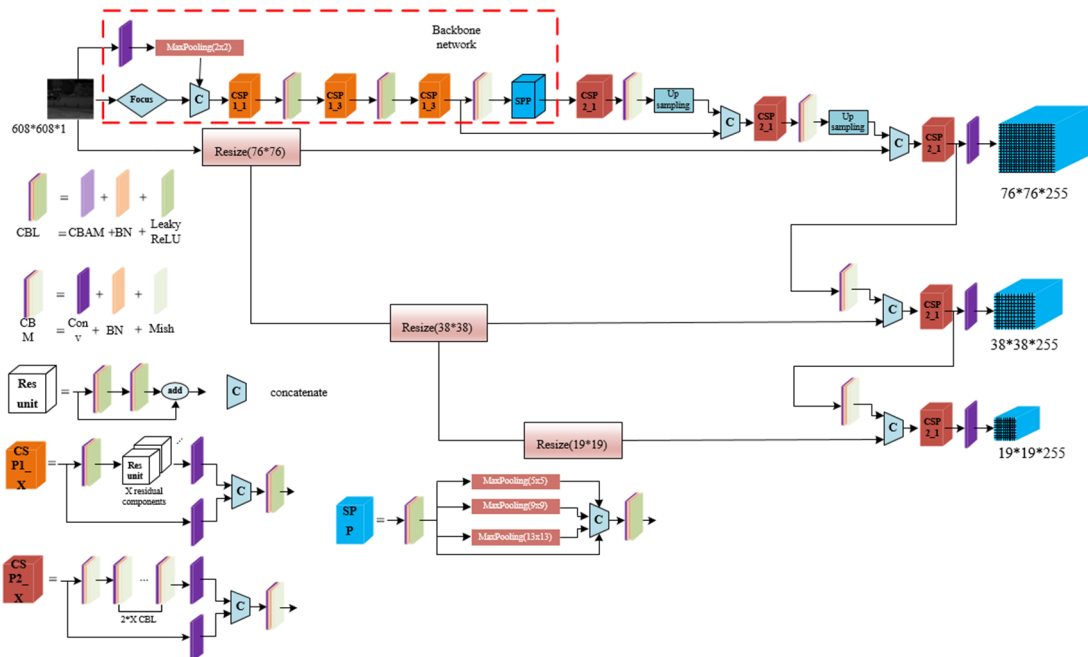 Backbone
network
MaxPooling(2x2)
Focus
C
CSP
1_1
CSP
1_3
CSP
1_3
SPP
CSP
2_1
Up
sampling
C
CSP
2_1
Up
sampling
C
CSP
2_1
608*608*1
Resize(76*76)
76*76*255
CBL
=
+
+
=CBAM
+BN
+
Leaky
ReLU
CB
M
=
+
+
=
Con
v
+
BN
+
Mish
Resize(38*38)
C
CSP
2_1
38*38*255
Res
unit
=
add
C
concatenate
Resize(19*19)
C
CSP
2_1
19*19*255
CS
P1_
X
=
Res
unit
...
X residual
components
C
SP
P
=
MaxPooling(5x5)
MaxPooling(9x9)
MaxPooling(13x13)
C
CS
P2_
X
=
...
2*X CBL
C